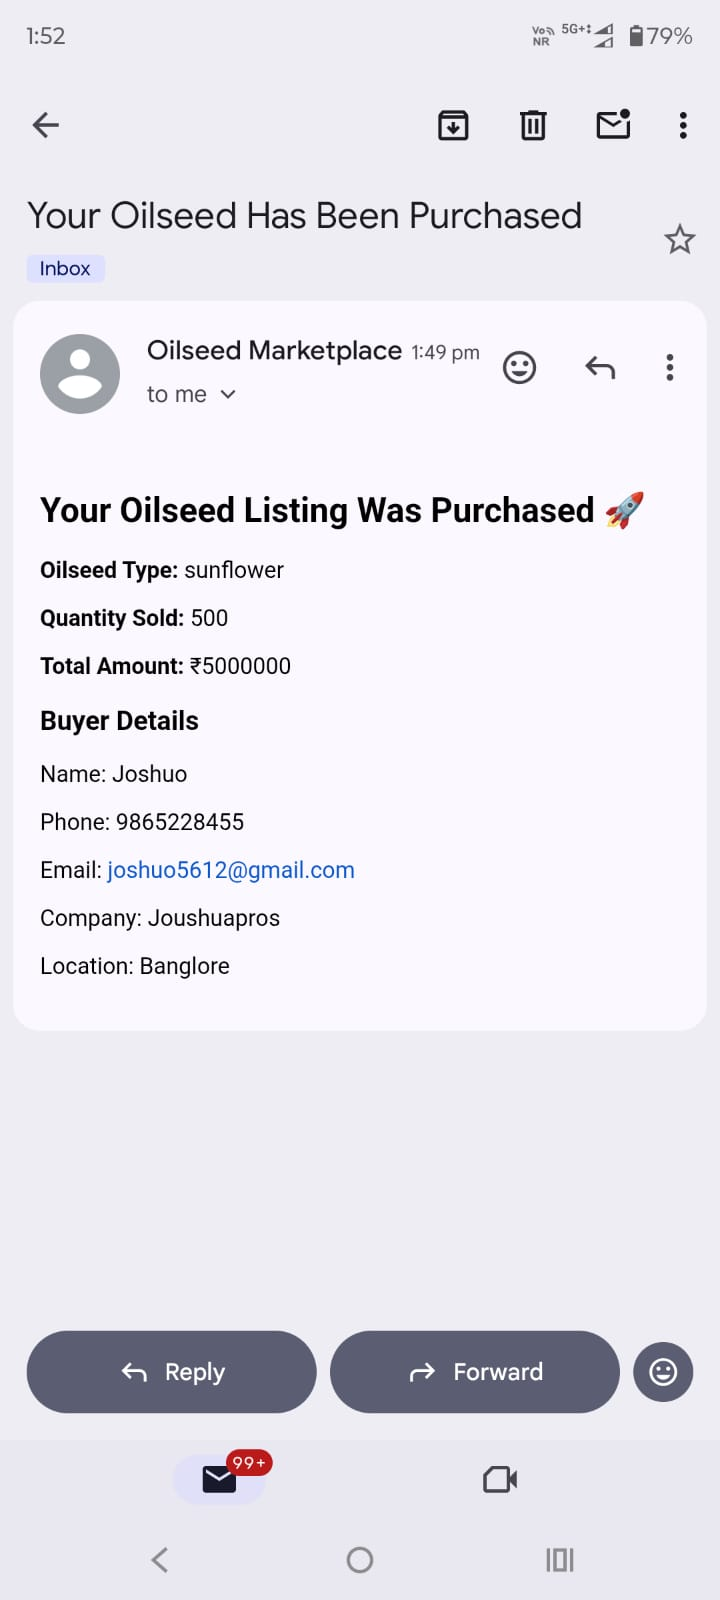 1:52
Vo NR 5G+ 79%
Your Oilseed Has Been Purchased
Inbox
Oilseed Marketplace 1:49 pm
to me
Your Oilseed Listing Was Purchased 🚀
Oilseed Type: sunflower
Quantity Sold: 500
Total Amount: ₹5000000
Buyer Details
Name: Joshuo
Phone: 9865228455
Email: joshuo5612@gmail.com
Company: Joushuapros
Location: Banglore
Reply
Forward
99+